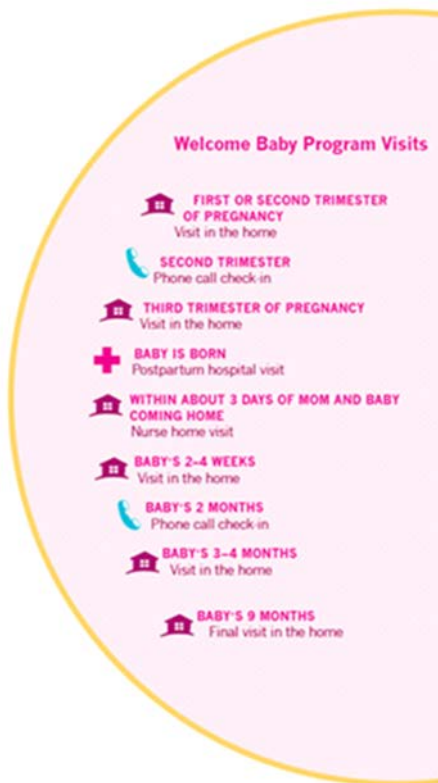 Welcome Baby Program Visits
FIRST OR SECOND TRIMESTER
OF PREGNANCY
Visit in the home
SECOND TRIMESTER
Phone call check-in
THIRD TRIMESTER OF PREGNANCY
Visit in the home
BABY IS BORN
Postpartum hospital visit
WITHIN ABOUT 3 DAYS OF MOM AND BABY
COMING HOME
Nurse home visit
BABY'S 2–4 WEEKS
Visit in the home
BABY'S 2 MONTHS
Phone call check-in
BABY'S 3–4 MONTHS
Visit in the home
BABY'S 9 MONTHS
Final visit in the home